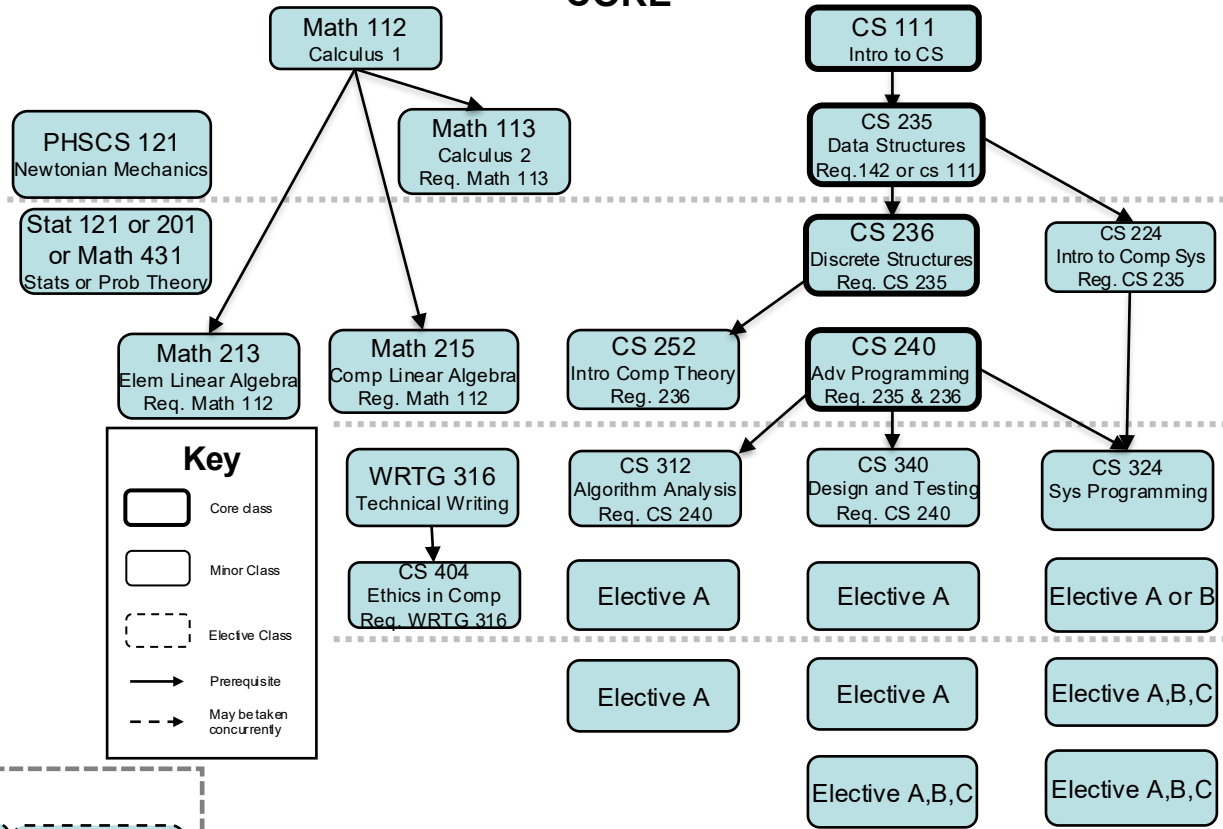 CORE
Math 112
Calculus 1
CS 111
Intro to CS
PHSCS 121
Newtonian Mechanics
Math 113
Calculus 2
Req. Math 113
CS 235
Data Structures
Req.142 or cs 111
Stat 121 or 201
or Math 431
Stats or Prob Theory
CS 236
Discrete Structures
Req. CS 235
CS 224
Intro to Comp Sys
Reg. CS 235
Math 213
Elem Linear Algebra
Req. Math 112
Math 215
Comp Linear Algebra
Reg. Math 112
CS 252
Intro Comp Theory
Reg. 236
CS 240
Adv Programming
Req. 235 & 236
Key
Core class
Minor Class
Elective Class
Prerequisite
May be taken
concurrently
WRTG 316
Technical Writing
CS 312
Algorithm Analysis
Req. CS 240
CS 340
Design and Testing
Req. CS 240
CS 324
Sys Programming
CS 404
Ethics in Comp
Req. WRTG 316
Elective A
Elective A
Elective A or B
Elective A
Elective A
Elective A,B,C
Elective A,B,C
Elective A,B,C